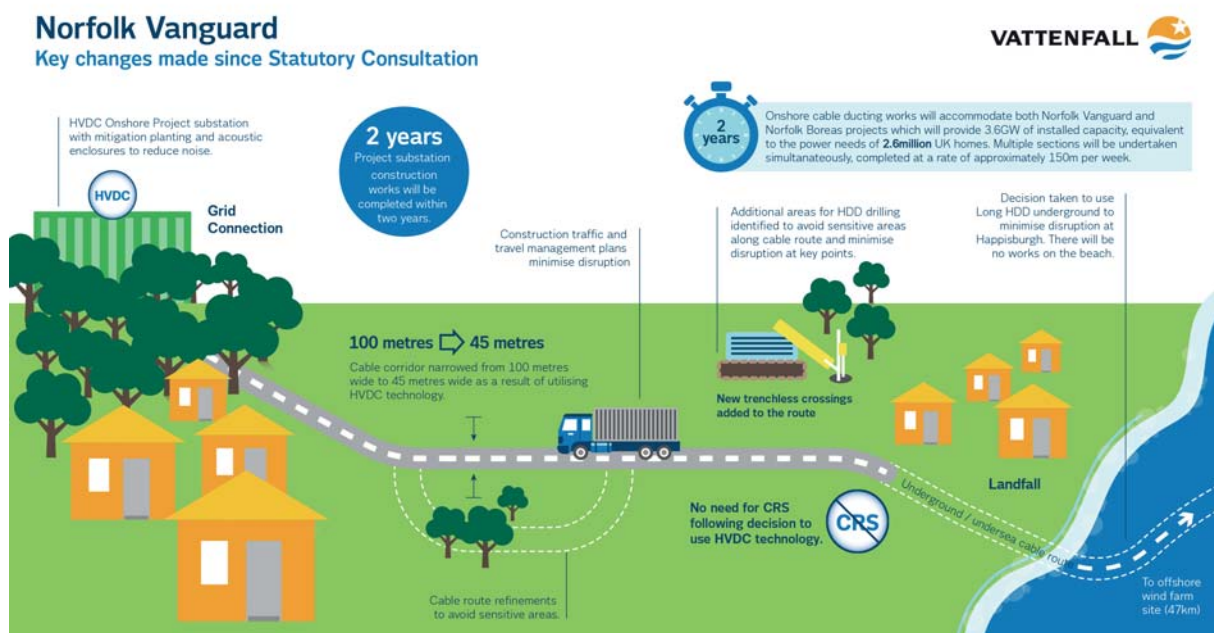 Norfolk Vanguard
Key changes made since Statutory Consultation
VATTENFALL
HVDC Onshore Project substation
with mitigation planting and acoustic
enclosures to reduce noise.
HVDC
Grid
Connection
2 years
Project substation
construction
works will be
completed within
two years.
2
years
Onshore cable ducting works will accommodate both Norfolk Vanguard and
Norfolk Boreas projects which will provide 3.6GW of installed capacity, equivalent
to the power needs of 2.6million UK homes. Multiple sections will be undertaken
simultanateously, completed at a rate of approximately 150m per week.
Construction traffic and
travel management plans
minimise disruption
Additional areas for HDD drilling
identified to avoid sensitive areas
along cable route and minimise
disruption at key points.
Decision taken to use
Long HDD underground to
minimise disruption at
Happisburgh. There will be
no works on the beach.
100 metres 45 metres
Cable corridor narrowed from 100 metres
wide to 45 metres wide as a result of utilising
HVDC technology.
New trenchless crossings
added to the route
No need for CRS
following decision to
use HVDC technology.
CRS
Landfall
Underground / undersea cable route
Cable route refinements
to avoid sensitive areas.
To offshore
wind farm
site (47km)